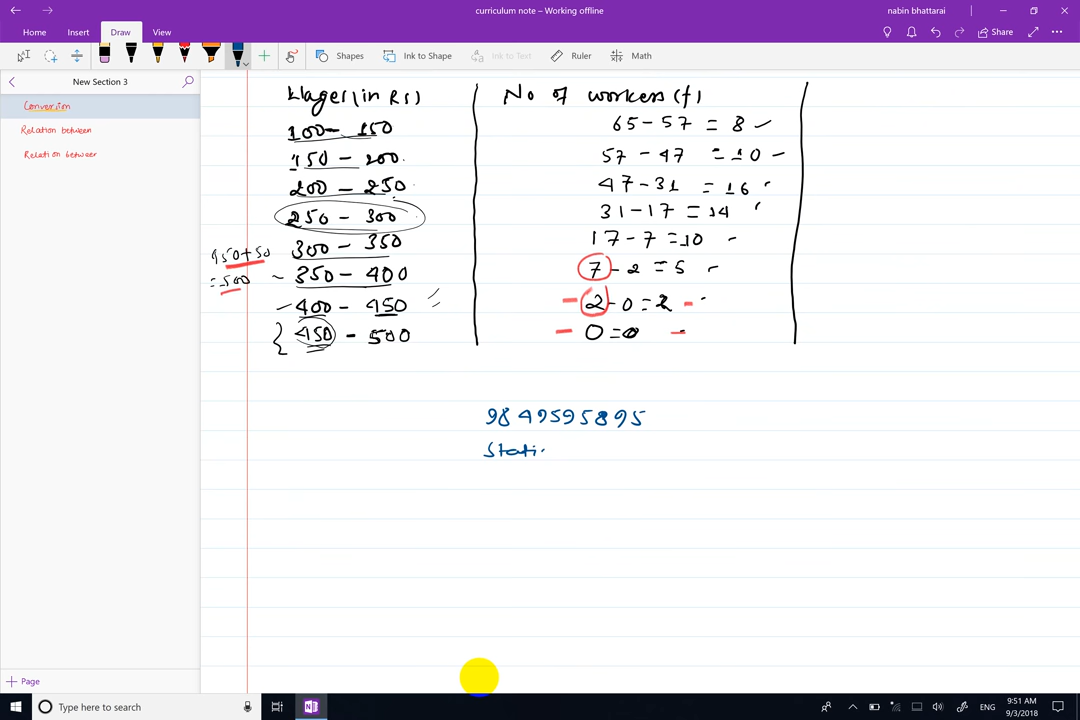 curriculum note – Working offline
nabin bhattarai
Home Insert Draw View
Share
Shapes Ink to Shape Ink to Text Ruler Math
New Section 3
Conversion
Relation between
Relation between
Wages (in Rs) No of workers (f)
100 – 150 65 – 57 = 8
150 – 200 57 – 47 = 10
200 – 250 47 – 31 = 16
250 – 300 31 – 17 = 14
300 – 350 17 – 7 = 10
450+50
=500
350 – 400 7 – 2 = 5
400 – 450 2 – 0 = 2
450 – 500 0 = 0
9849595895
Stati
+ Page
Type here to search
ENG
9:51 AM
9/3/2018